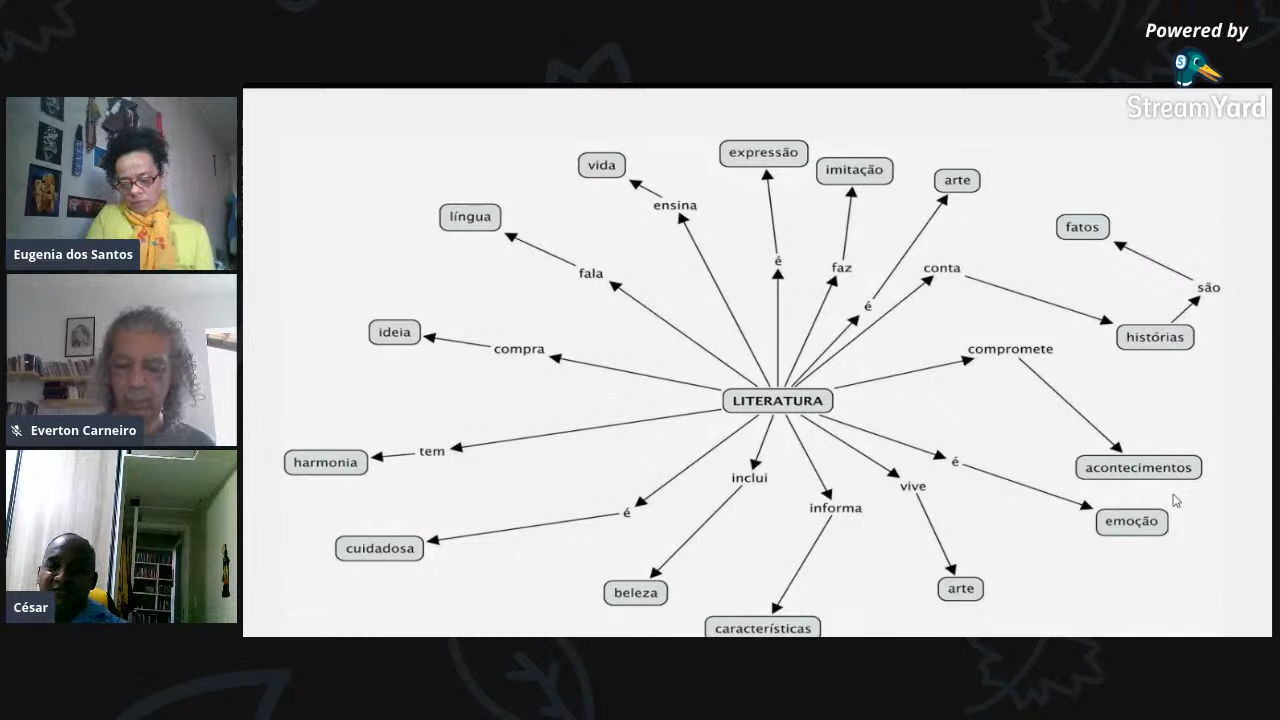 Powered by
StreamYard
Eugenia dos Santos
Everton Carneiro
César
expressão
vida
imitação
arte
ensina
língua
fatos
é
faz
conta
fala
são
é
ideia
histórias
compra
compromete
LITERATURA
tem
harmonia
é
acontecimentos
inclui
vive
informa
é
emoção
cuidadosa
beleza
arte
características